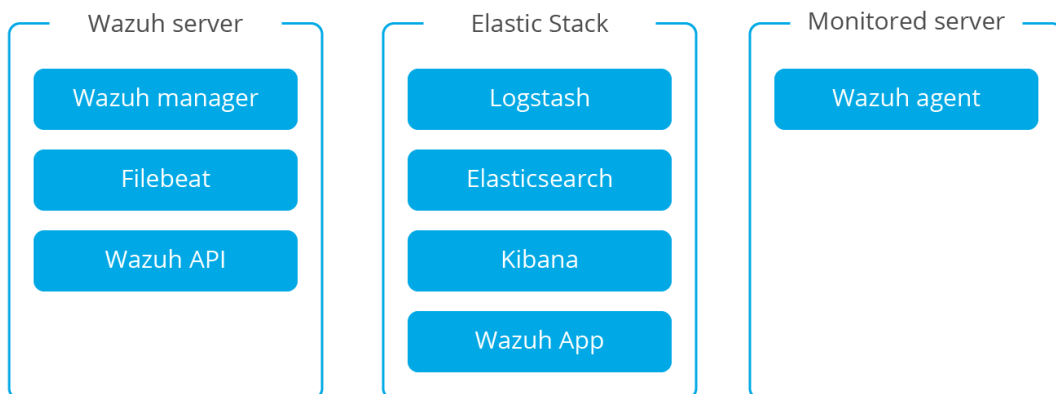 Wazuh server
Wazuh manager
Filebeat
Wazuh API
Elastic Stack
Logstash
Elasticsearch
Kibana
Wazuh App
Monitored server
Wazuh agent